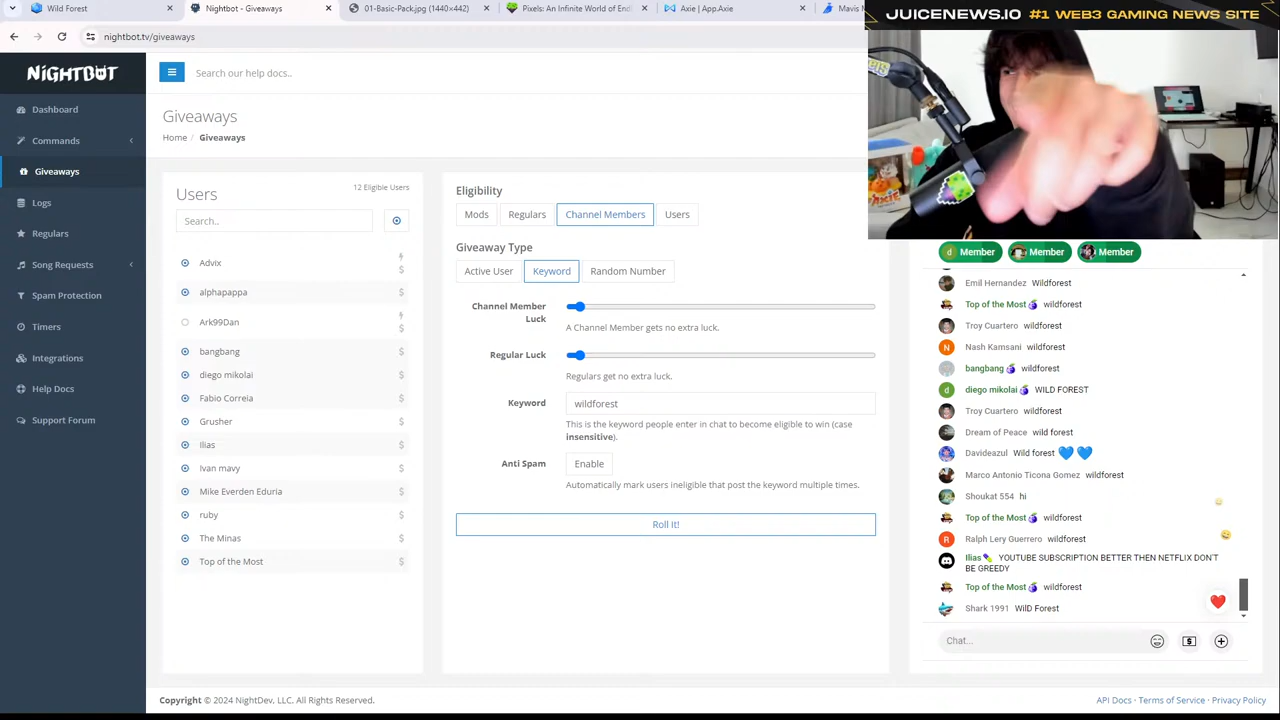 Wild Forest
Nightbot - Giveaways
01-Basic-Pack.jpg (1440×442)
Pixels: An Infinite World of End
Axie | App.Axie
Mavis
nightbot.tv/giveaways
JUICENEWS.IO #1 WEB3 GAMING NEWS SITE
NiGHTBOT
Search our help docs..
Dashboard
Commands
Giveaways
Logs
Regulars
Song Requests
Spam Protection
Timers
Integrations
Help Docs
Support Forum
Giveaways
Home / Giveaways
Users
12 Eligible Users
Search..
Advix
$
alphapappa $
Ark99Dan
$
bangbang $
diego mikolai $
Fabio Correia $
Grusher $
Ilias $
Ivan mavy $
Mike Everden Eduria $
ruby $
The Minas $
Top of the Most $
Eligibility
Mods Regulars Channel Members Users
Giveaway Type
Active User Keyword Random Number
Channel Member
Luck
A Channel Member gets no extra luck.
Regular Luck
Regulars get no extra luck.
Keyword wildforest
This is the keyword people enter in chat to become eligible to win (case
insensitive).
Anti Spam Enable
Automatically mark users ineligible that post the keyword multiple times.
Roll It!
d Member Member Member
Emil Hernandez Wildforest
Top of the Most wildforest
Troy Cuartero wildforest
N Nash Kamsani wildforest
bangbang wildforest
d diego mikolai WILD FOREST
Troy Cuartero wildforest
Dream of Peace wild forest
Davideazul Wild forest 💙 💙
Marco Antonio Ticona Gomez wildforest
Shoukat 554 hi
Top of the Most wildforest
R Ralph Lery Guerrero wildforest
Ilias YOUTUBE SUBSCRIPTION BETTER THEN NETFLIX DON'T
BE GREEDY
Top of the Most wildforest
Shark 1991 WilD Forest
Chat...
Copyright © 2024 NightDev, LLC. All Rights Reserved.
API Docs · Terms of Service · Privacy Policy